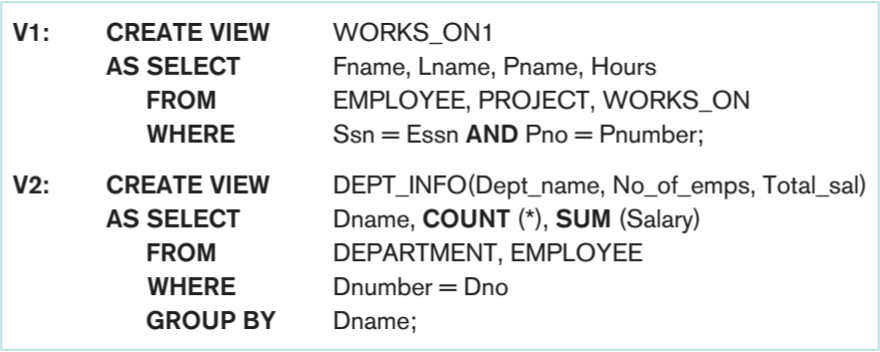 V1: CREATE VIEW WORKS_ON1
AS SELECT Fname, Lname, Pname, Hours
FROM EMPLOYEE, PROJECT, WORKS_ON
WHERE Ssn = Essn AND Pno = Pnumber;
V2: CREATE VIEW DEPT_INFO(Dept_name, No_of_emps, Total_sal)
AS SELECT Dname, COUNT (*), SUM (Salary)
FROM DEPARTMENT, EMPLOYEE
WHERE Dnumber = Dno
GROUP BY Dname;